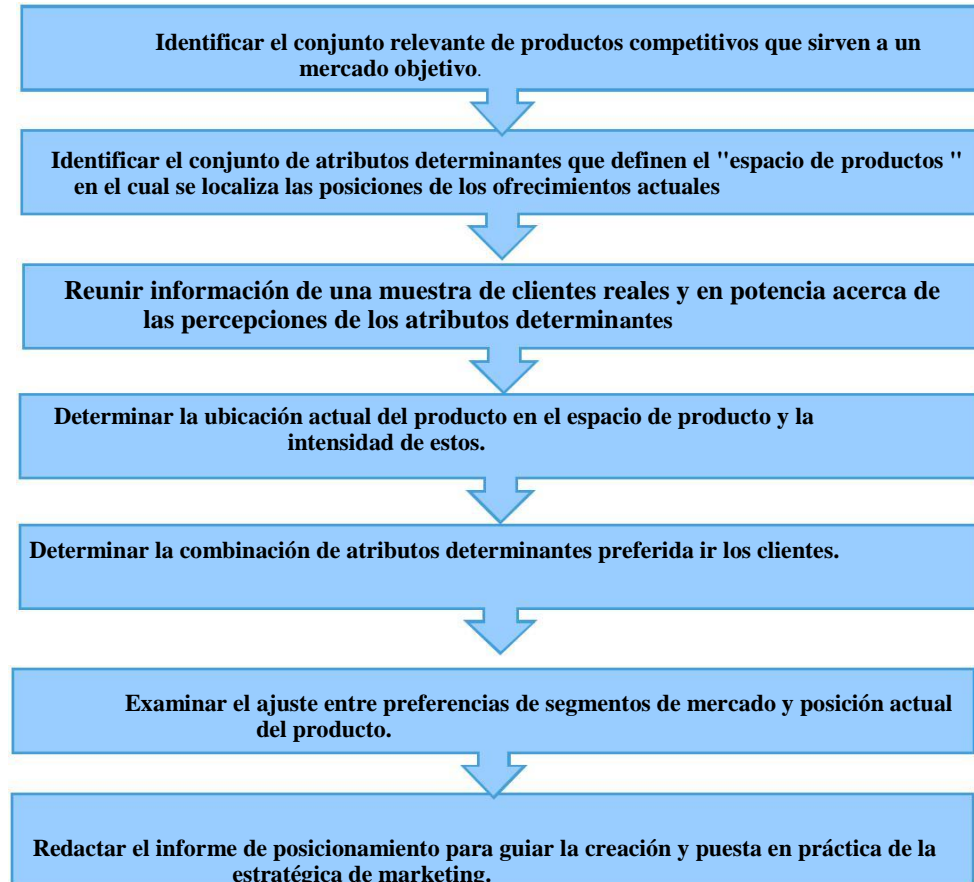 Identificar el conjunto relevante de productos competitivos que sirven a un
mercado objetivo.
Identificar el conjunto de atributos determinantes que definen el "espacio de productos "
en el cual se localiza las posiciones de los ofrecimientos actuales
Reunir información de una muestra de clientes reales y en potencia acerca de
las percepciones de los atributos determinantes
Determinar la ubicación actual del producto en el espacio de producto y la
intensidad de estos.
Determinar la combinación de atributos determinantes preferida ir los clientes.
Examinar el ajuste entre preferencias de segmentos de mercado y posición actual
del producto.
Redactar el informe de posicionamiento para guiar la creación y puesta en práctica de la
estratégica de marketing.